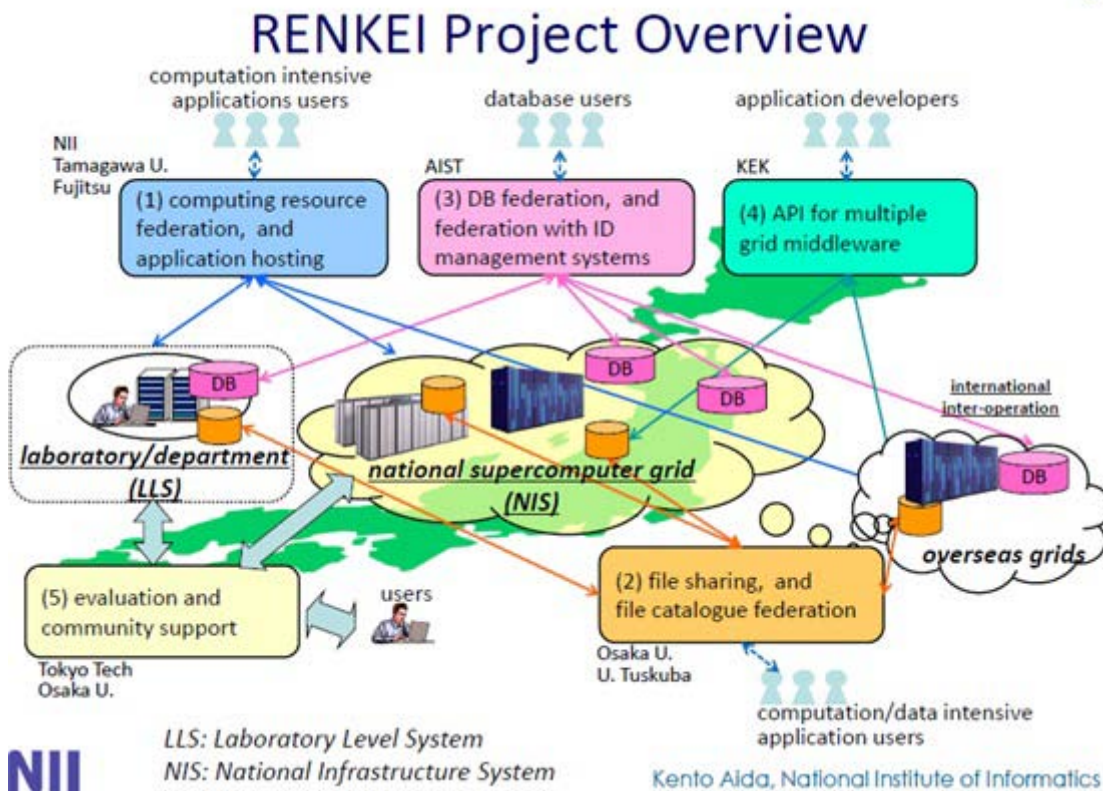 RENKEI Project Overview
computation intensive
applications users
database users
application developers
NII
Tamagawa U.
Fujitsu
AIST
KEK
(1) computing resource
federation, and
application hosting
(3) DB federation, and
federation with ID
management systems
(4) API for multiple
grid middleware
DB
DB
DB
international
inter-operation
DB
laboratory/department
(LLS)
national supercomputer grid
(NIS)
overseas grids
(5) evaluation and
community support
users
(2) file sharing, and
file catalogue federation
Tokyo Tech
Osaka U.
Osaka U.
U. Tuskuba
computation/data intensive
application users
LLS: Laboratory Level System
NIS: National Infrastructure System
NII
Kento Aida, National Institute of Informatics